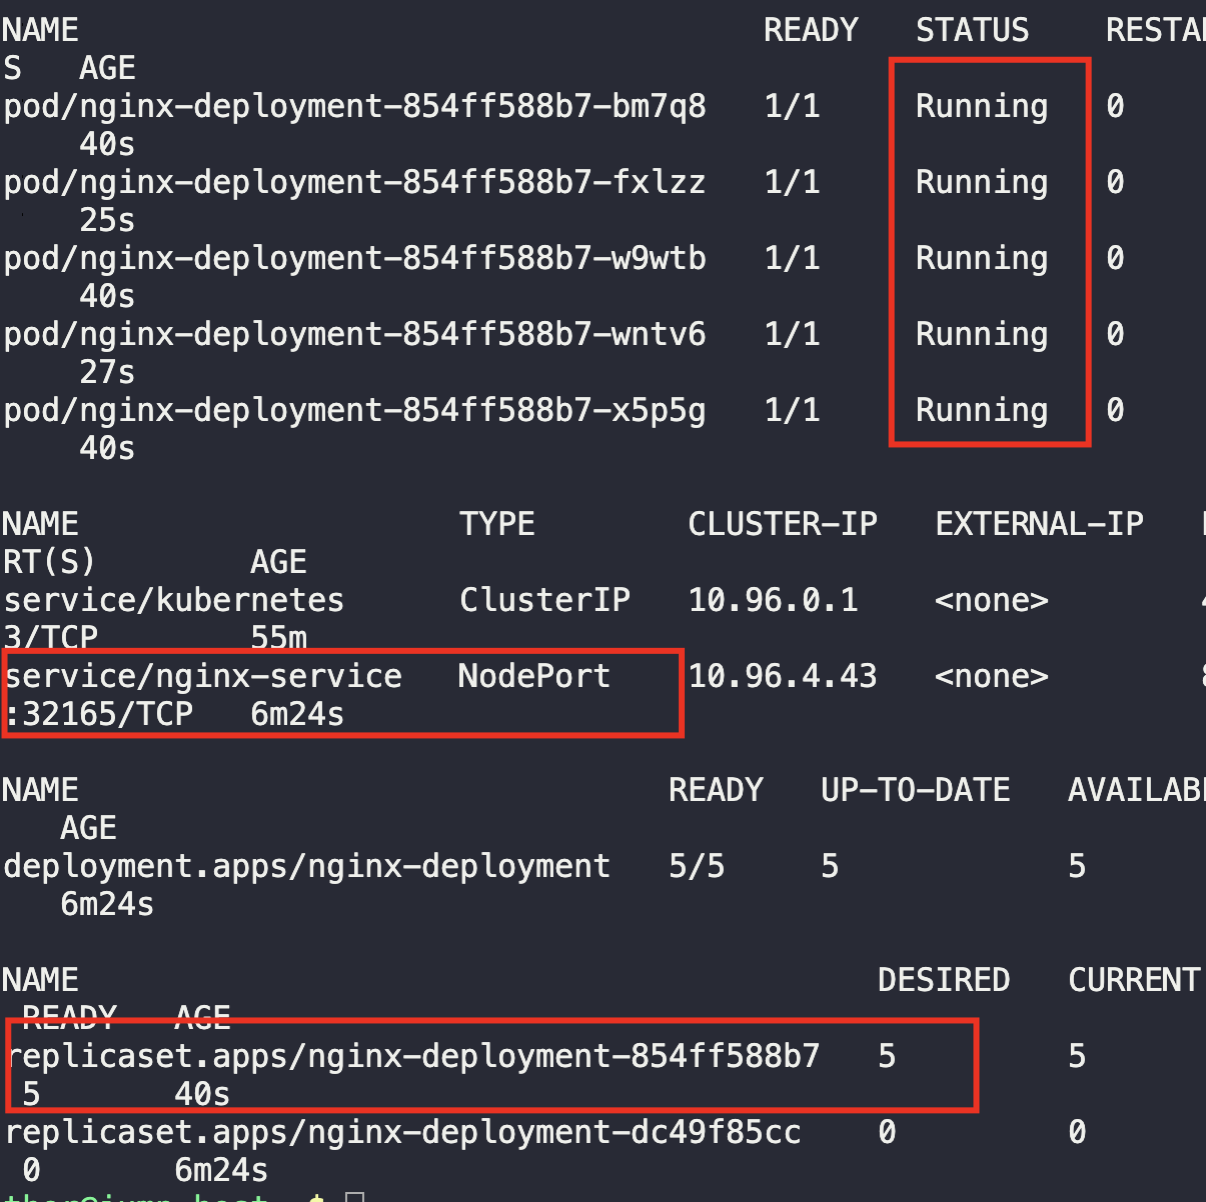 NAME READY STATUS RESTA
S AGE
pod/nginx-deployment-854ff588b7-bm7q8 1/1 Running 0
40s
pod/nginx-deployment-854ff588b7-fxlzz 1/1 Running 0
25s
pod/nginx-deployment-854ff588b7-w9wtb 1/1 Running 0
40s
pod/nginx-deployment-854ff588b7-wntv6 1/1 Running 0
27s
pod/nginx-deployment-854ff588b7-x5p5g 1/1 Running 0
40s
NAME TYPE CLUSTER-IP EXTERNAL-IP
RT(S) AGE
service/kubernetes ClusterIP 10.96.0.1 <none>
3/TCP 55m
service/nginx-service NodePort 10.96.4.43 <none>
:32165/TCP 6m24s
NAME READY UP-TO-DATE AVAILAB
AGE
deployment.apps/nginx-deployment 5/5 5 5
6m24s
NAME DESIRED CURRENT
READY AGE
replicaset.apps/nginx-deployment-854ff588b7 5 5
5 40s
replicaset.apps/nginx-deployment-dc49f85cc 0 0
0 6m24s